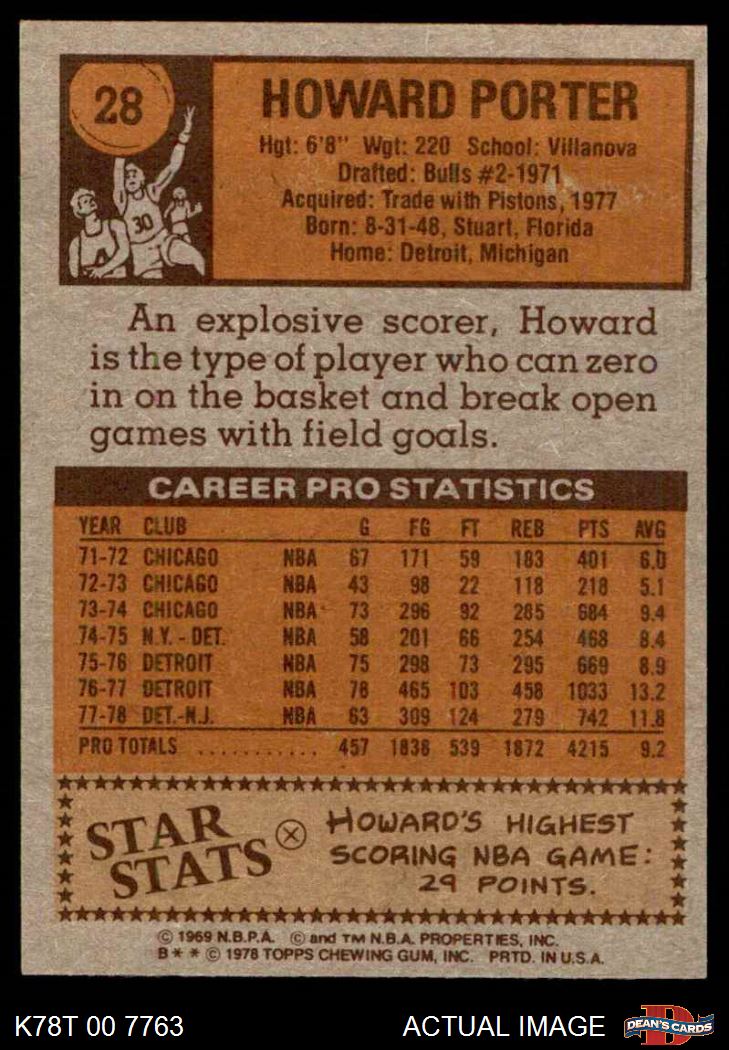 28
HOWARD PORTER
Hgt: 6'8" Wgt: 220 School: Villanova
Drafted: Bulls #2-1971
Acquired: Trade with Pistons, 1977
Born: 8-31-48, Stuart, Florida
Home: Detroit, Michigan
30
An explosive scorer, Howard
is the type of player who can zero
in on the basket and break open
games with field goals.
CAREER PRO STATISTICS
YEAR CLUB G FG FT REB PTS AVG
71-72 CHICAGO NBA 67 171 59 183 401 6.0
72-73 CHICAGO NBA 43 98 22 118 218 5.1
73-74 CHICAGO NBA 73 296 92 285 684 9.4
74-75 N.Y. - DET. NBA 58 201 66 254 468 8.4
75-76 DETROIT NBA 75 298 73 295 669 8.9
76-77 DETROIT NBA 78 465 103 458 1033 13.2
77-78 DET.-N.J. NBA 63 309 124 279 742 11.8
PRO TOTALS ........... 457 1838 539 1872 4215 9.2
STAR STATS
HOWARD'S HIGHEST
SCORING NBA GAME:
29 POINTS.
© 1969 N.B.P.A. © and TM N.B.A. PROPERTIES, INC.
B * * © 1978 TOPPS CHEWING GUM, INC. PRTD. IN U.S.A.
K78T 00 7763 ACTUAL IMAGE DEAN'S CARDS